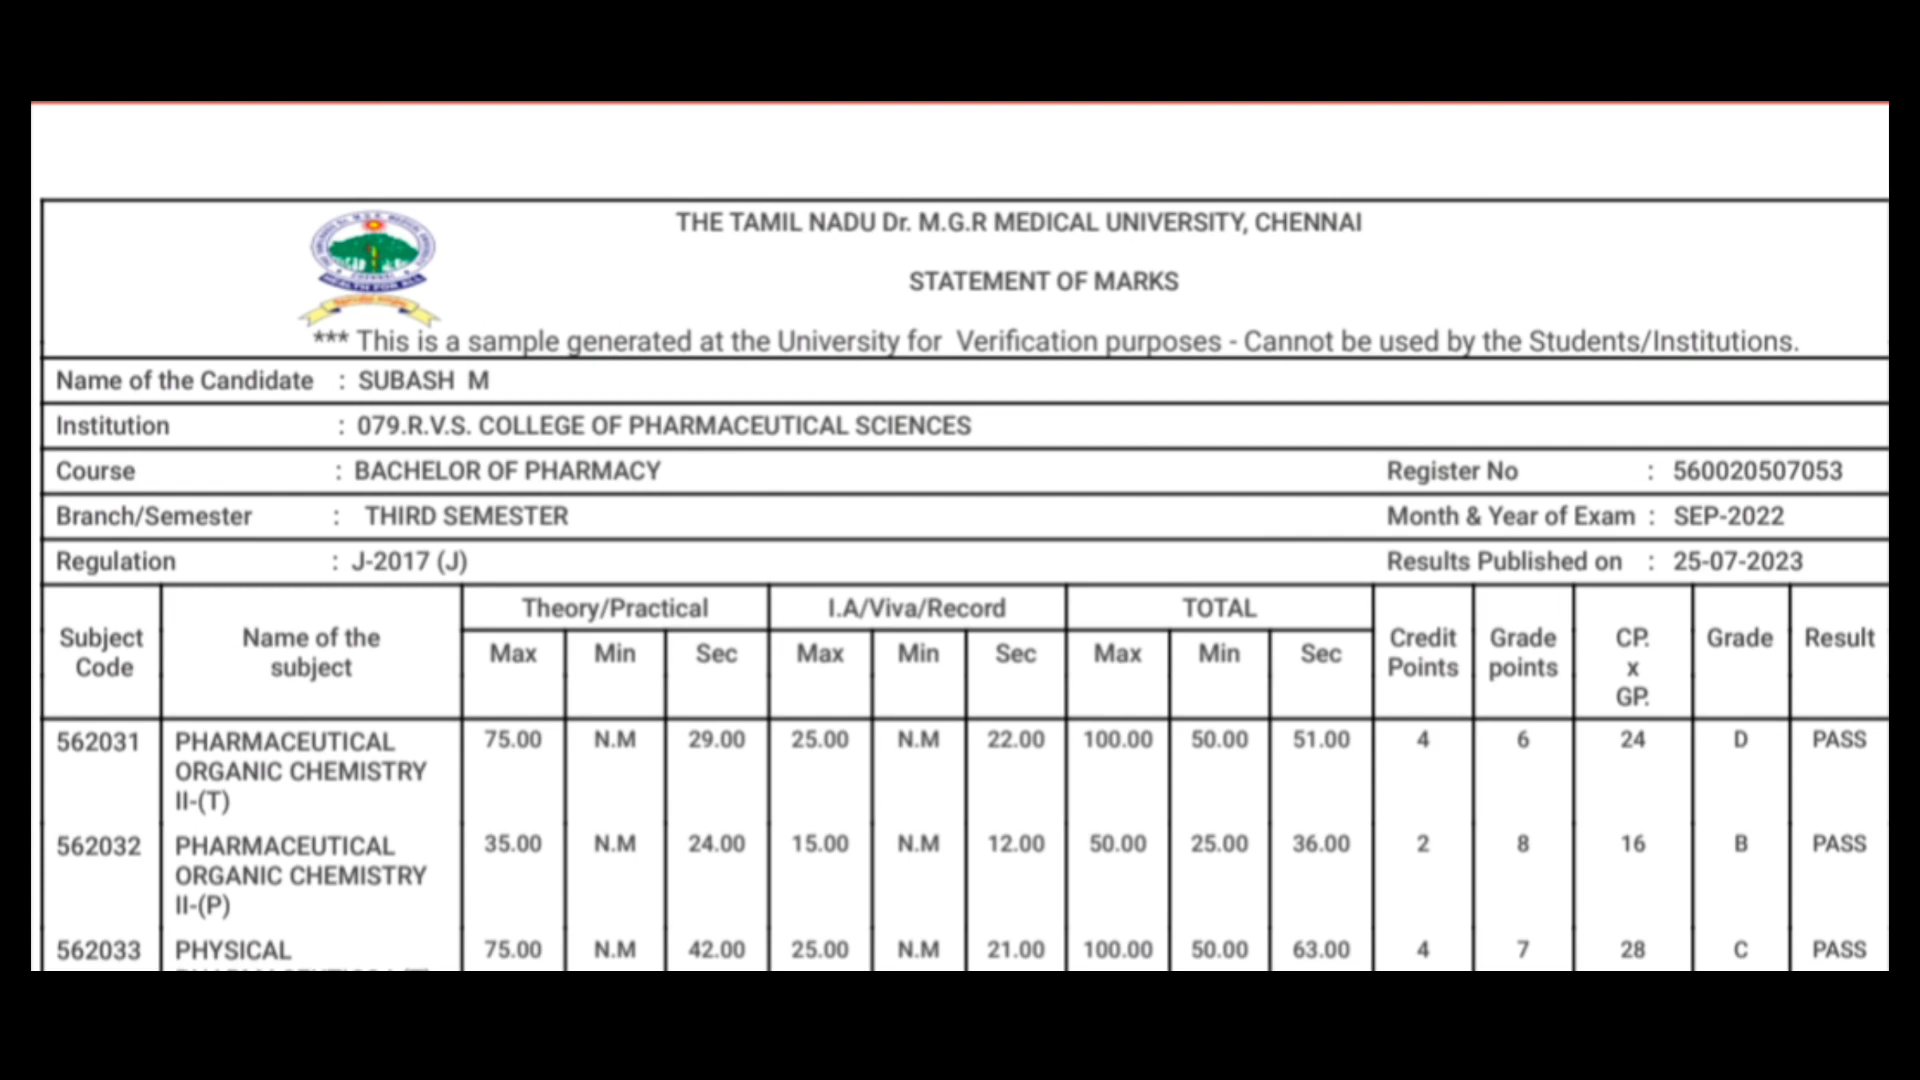 THE TAMIL NADU Dr. M.G.R MEDICAL UNIVERSITY, CHENNAI
STATEMENT OF MARKS
HEALTH FOR ALL
*** This is a sample generated at the University for Verification purposes - Cannot be used by the Students/Institutions.
Name of the Candidate : SUBASH M
Institution : 079.R.V.S. COLLEGE OF PHARMACEUTICAL SCIENCES
Course : BACHELOR OF PHARMACY Register No : 560020507053
Branch/Semester : THIRD SEMESTER Month & Year of Exam : SEP-2022
Regulation : J-2017 (J) Results Published on : 25-07-2023
Theory/Practical I.A/Viva/Record TOTAL
Subject Name of the Credit Grade CP. Grade Result
Code subject Max Min Sec Max Min Sec Max Min Sec Points points x
GP.
562031 PHARMACEUTICAL 75.00 N.M 29.00 25.00 N.M 22.00 100.00 50.00 51.00 4 6 24 D PASS
ORGANIC CHEMISTRY
II-(T)
562032 PHARMACEUTICAL 35.00 N.M 24.00 15.00 N.M 12.00 50.00 25.00 36.00 2 8 16 B PASS
ORGANIC CHEMISTRY
II-(P)
562033 PHYSICAL 75.00 N.M 42.00 25.00 N.M 21.00 100.00 50.00 63.00 4 7 28 C PASS